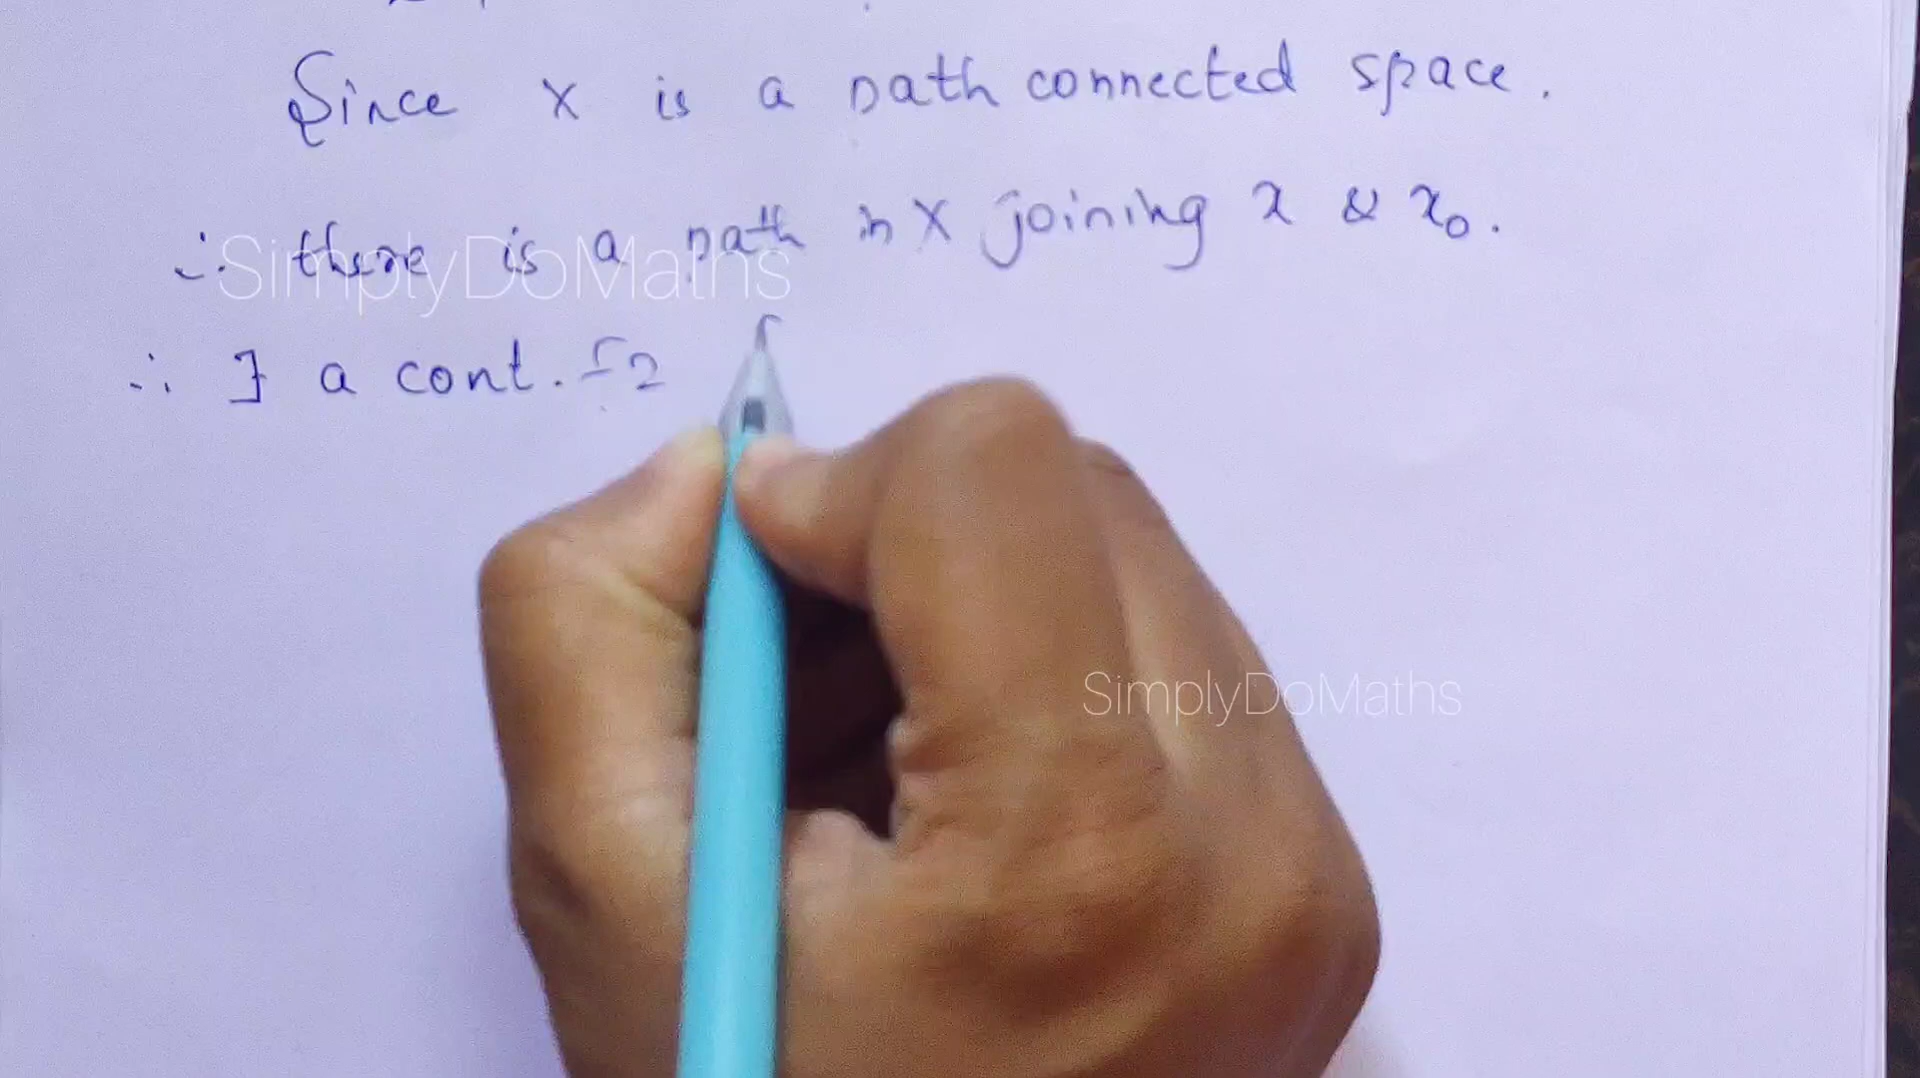 Since X is a path connected space.
∴ there is a path in X joining x & x₀.
SimplyDoMaths
∴ ∃ a cont. f
SimplyDoMaths